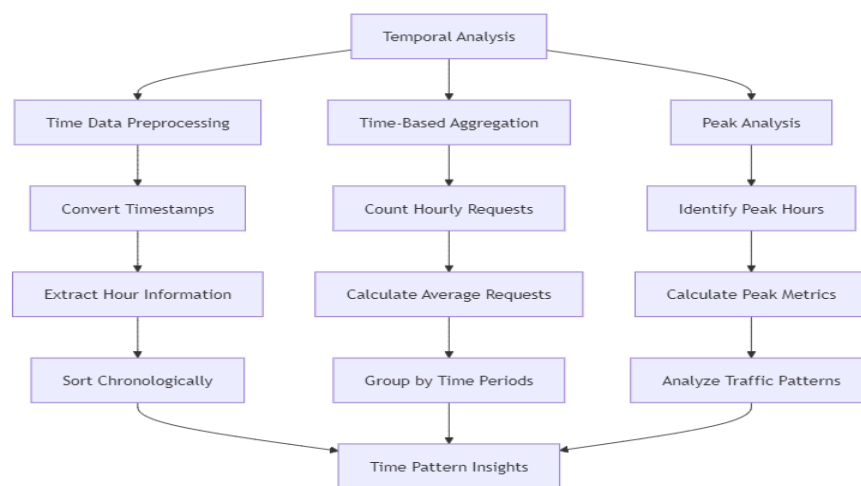 Temporal Analysis
Time Data Preprocessing
Time-Based Aggregation
Peak Analysis
Convert Timestamps
Count Hourly Requests
Identify Peak Hours
Extract Hour Information
Calculate Average Requests
Calculate Peak Metrics
Sort Chronologically
Group by Time Periods
Analyze Traffic Patterns
Time Pattern Insights